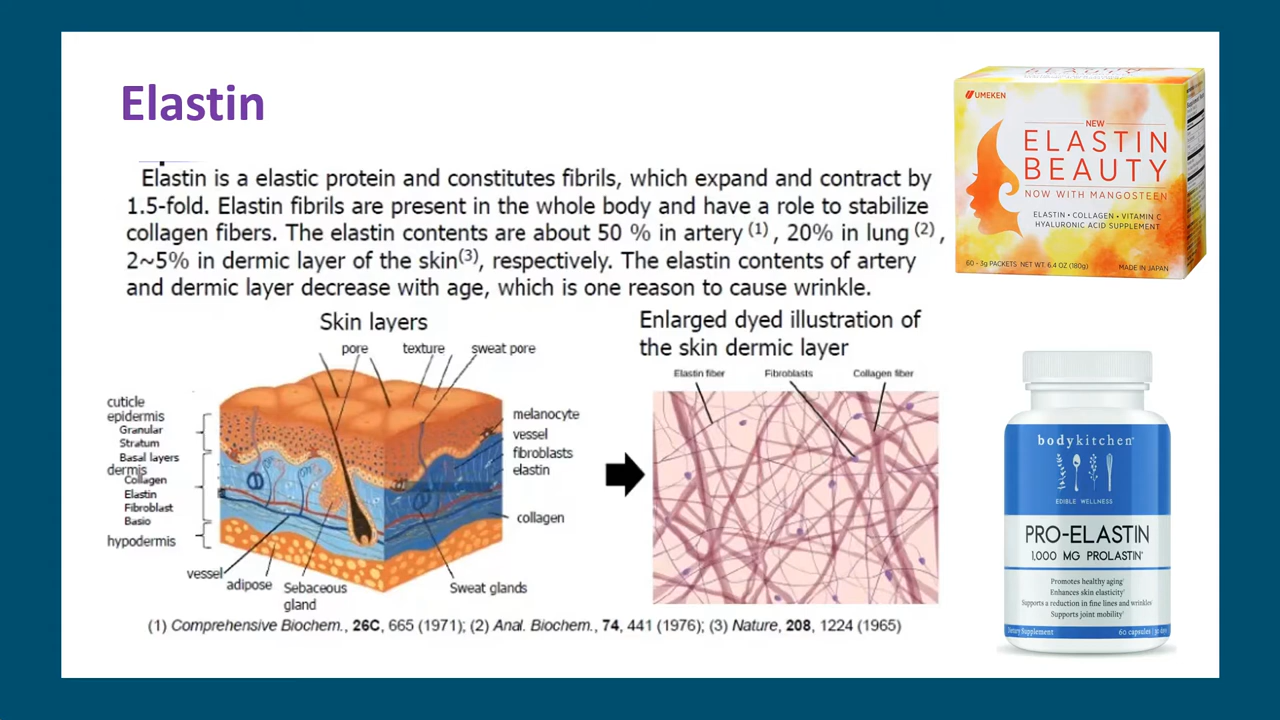 Elastin
Elastin is a elastic protein and constitutes fibrils, which expand and contract by
1.5-fold. Elastin fibrils are present in the whole body and have a role to stabilize
collagen fibers. The elastin contents are about 50 % in artery (1) , 20% in lung (2) ,
2~5% in dermic layer of the skin(3), respectively. The elastin contents of artery
and dermic layer decrease with age, which is one reason to cause wrinkle.
Skin layers
pore
texture
sweat pore
cuticle
epidermis
Granular
Stratum
Basal layers
dermis
Collagen
Elastin
Fibroblast
Basio
hypodermis
melanocyte
vessel
fibroblasts
elastin
collagen
vessel
adipose
Sebaceous
gland
Sweat glands
Enlarged dyed illustration of
the skin dermic layer
Elastin fiber
Fibroblasts
Collagen fiber
(1) Comprehensive Biochem., 26C, 665 (1971); (2) Anal. Biochem., 74, 441 (1976); (3) Nature, 208, 1224 (1965)
UMEKEN
NEW
ELASTIN
BEAUTY
NOW WITH MANGOSTEEN
ELASTIN • COLLAGEN • VITAMIN C
HYALURONIC ACID SUPPLEMENT
60 - 3g PACKETS NET WT. 6.4 OZ (180g)
MADE IN JAPAN
bodykitchen
EDIBLE WELLNESS
PRO-ELASTIN
1,000 MG PROLASTIN
Promotes healthy aging
Enhances skin elasticity
Supports a reduction in fine lines and wrinkles
Supports joint mobility
Dietary Supplement
60 capsules